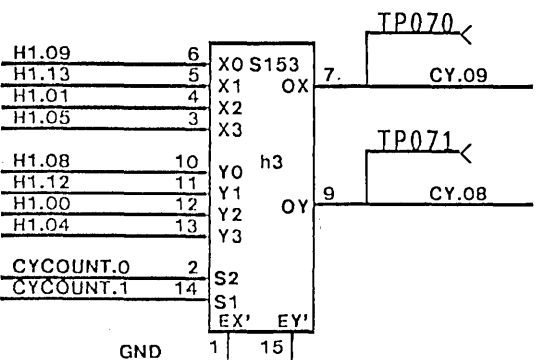 TP070
H1.09 6 X0 S153
H1.13 5 X1 OX 7. CY.09
H1.01 4 X2
H1.05 3 X3
TP071
H1.08 10 Y0 h3
H1.12 11 Y1
H1.00 12 Y2 OY 9 CY.08
H1.04 13 Y3
CYCOUNT.0 2 S2
CYCOUNT.1 14 S1
EX' EY'
GND 1 15